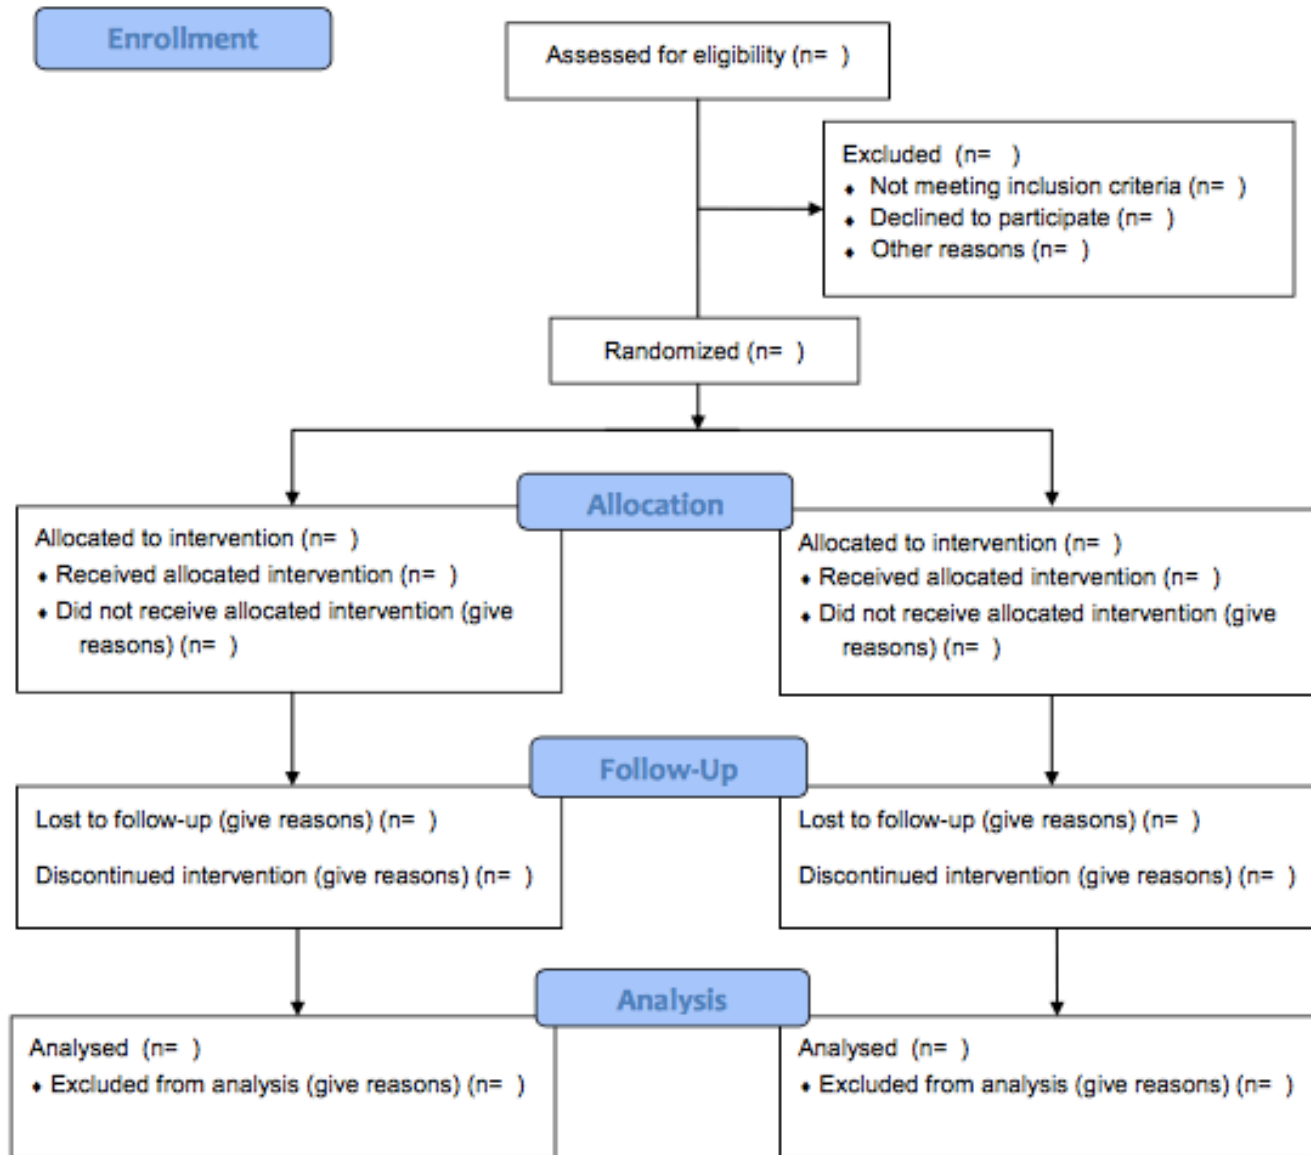 Enrollment
Assessed for eligibility (n=  )
Excluded  (n=   )
♦ Not meeting inclusion criteria (n=  )
♦ Declined to participate (n=  )
♦ Other reasons (n=  )
Randomized (n=  )
Allocation
Allocated to intervention (n=  )
♦ Received allocated intervention (n=  )
♦ Did not receive allocated intervention (give
reasons) (n=  )
Allocated to intervention (n=  )
♦ Received allocated intervention (n=  )
♦ Did not receive allocated intervention (give
reasons) (n=  )
Follow-Up
Lost to follow-up (give reasons) (n=  )
Discontinued intervention (give reasons) (n=  )
Lost to follow-up (give reasons) (n=  )
Discontinued intervention (give reasons) (n=  )
Analysis
Analysed  (n=  )
♦ Excluded from analysis (give reasons) (n=  )
Analysed  (n=  )
♦ Excluded from analysis (give reasons) (n=  )